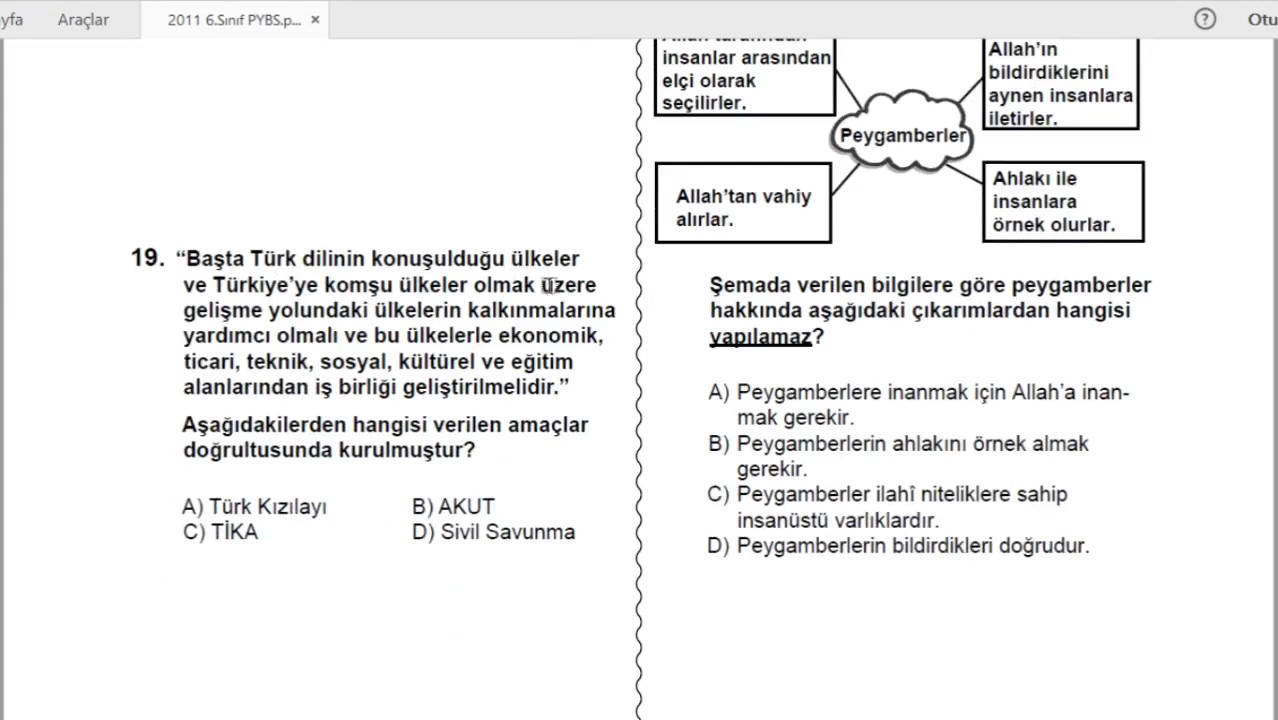 yfa
Araçlar
2011 6.Sınıf PYBS.p... ×
?
Otu
19. “Başta Türk dilinin konuşulduğu ülkeler
ve Türkiye’ye komşu ülkeler olmak üzere
gelişme yolundaki ülkelerin kalkınmalarına
yardımcı olmalı ve bu ülkelerle ekonomik,
ticari, teknik, sosyal, kültürel ve eğitim
alanlarından iş birliği geliştirilmelidir.”
Aşağıdakilerden hangisi verilen amaçlar
doğrultusunda kurulmuştur?
A) Türk Kızılayı
B) AKUT
C) TİKA
D) Sivil Savunma
Allah tarafından
insanlar arasından
elçi olarak
seçilirler.
Allah’ın
bildirdiklerini
aynen insanlara
iletirler.
Peygamberler
Allah’tan vahiy
alırlar.
Ahlakı ile
insanlara
örnek olurlar.
Şemada verilen bilgilere göre peygamberler
hakkında aşağıdaki çıkarımlardan hangisi
yapılamaz?
A) Peygamberlere inanmak için Allah’a inan-
mak gerekir.
B) Peygamberlerin ahlakını örnek almak
gerekir.
C) Peygamberler ilahî niteliklere sahip
insanüstü varlıklardır.
D) Peygamberlerin bildirdikleri doğrudur.